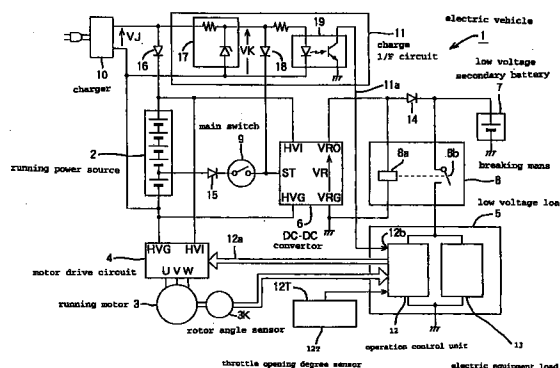 electric vehicle
1
19
11
charge
I/F circuit
VJ
10
charger
16
17
VK
18
11a
low voltage
secondary battery
7
14
main switch
9
2
running power source
15
HVI
VRO
ST
VR
HVG
VRG
6
DC-DC
convertor
8a
8b
8
breaking mans
low voltage load
5
HVG
HVI
4
motor drive circuit
U V W
12a
12b
running motor 3
3K
rotor angle sensor
12T
12T
12
13
operation control unit
throttle opening degree sensor
electric equipment load